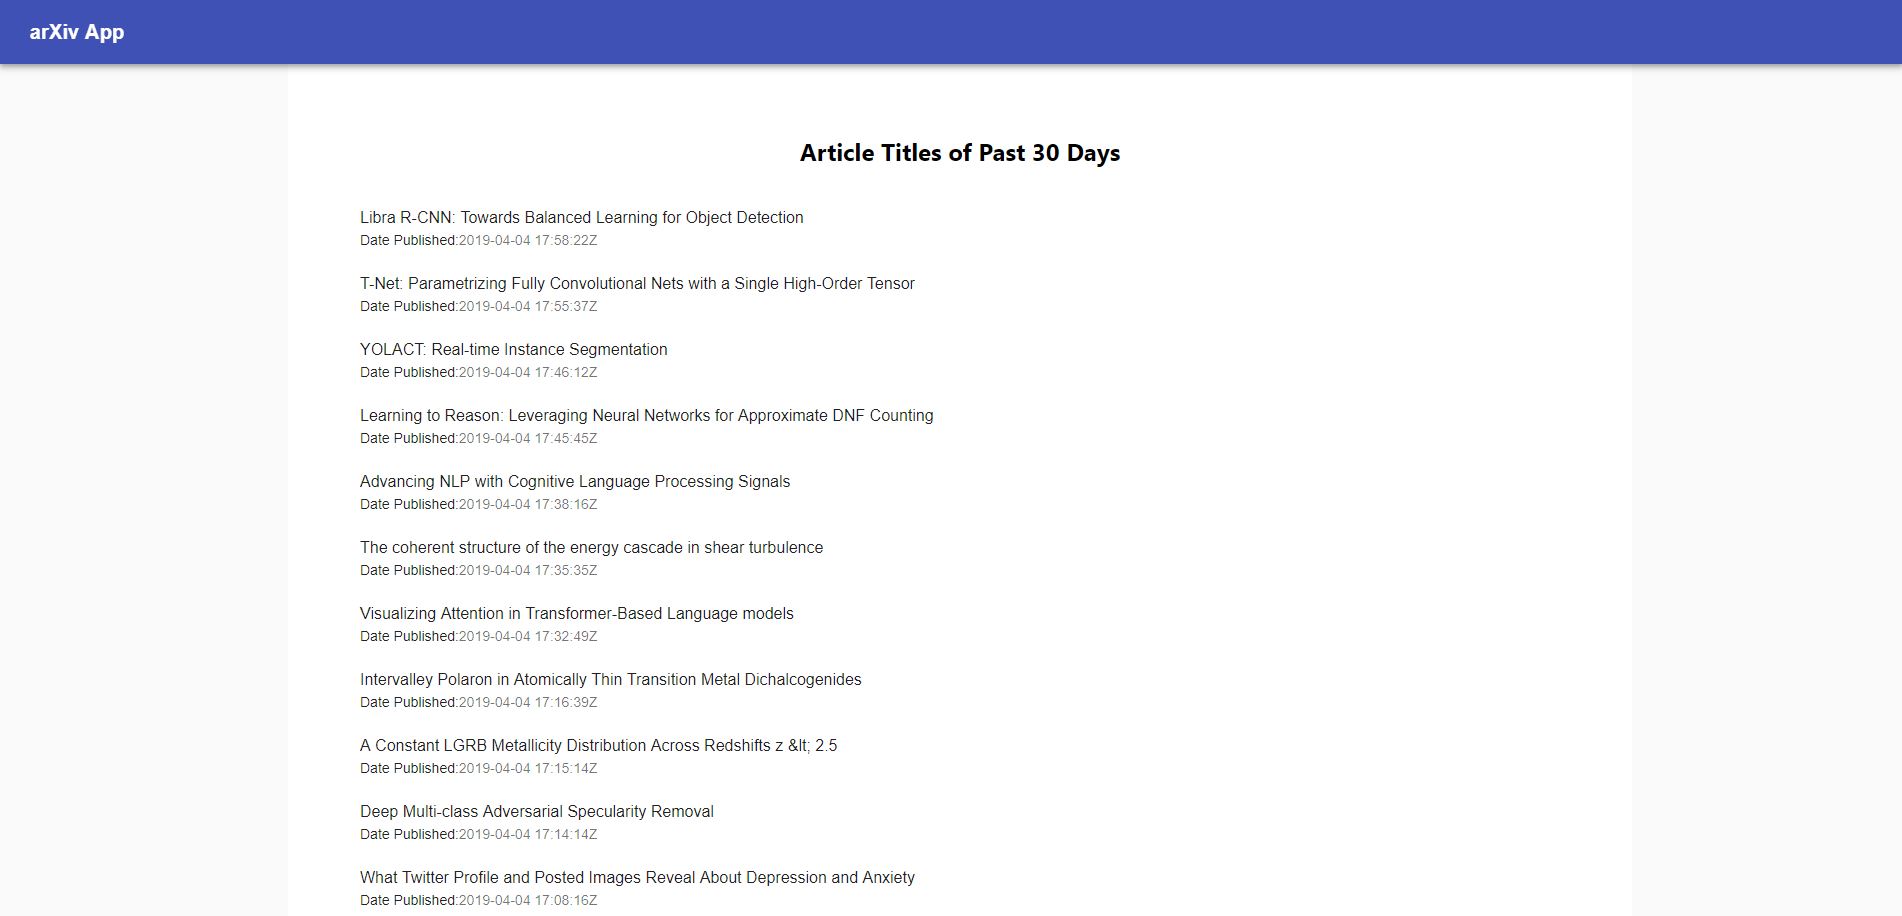 arXiv App
Article Titles of Past 30 Days
Libra R-CNN: Towards Balanced Learning for Object Detection
Date Published:2019-04-04 17:58:22Z
T-Net: Parametrizing Fully Convolutional Nets with a Single High-Order Tensor
Date Published:2019-04-04 17:55:37Z
YOLACT: Real-time Instance Segmentation
Date Published:2019-04-04 17:46:12Z
Learning to Reason: Leveraging Neural Networks for Approximate DNF Counting
Date Published:2019-04-04 17:45:45Z
Advancing NLP with Cognitive Language Processing Signals
Date Published:2019-04-04 17:38:16Z
The coherent structure of the energy cascade in shear turbulence
Date Published:2019-04-04 17:35:35Z
Visualizing Attention in Transformer-Based Language models
Date Published:2019-04-04 17:32:49Z
Intervalley Polaron in Atomically Thin Transition Metal Dichalcogenides
Date Published:2019-04-04 17:16:39Z
A Constant LGRB Metallicity Distribution Across Redshifts z &lt; 2.5
Date Published:2019-04-04 17:15:14Z
Deep Multi-class Adversarial Specularity Removal
Date Published:2019-04-04 17:14:14Z
What Twitter Profile and Posted Images Reveal About Depression and Anxiety
Date Published:2019-04-04 17:08:16Z